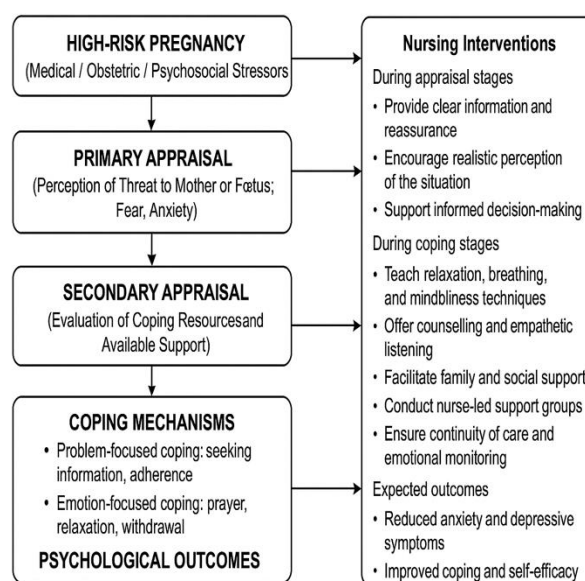 HIGH-RISK PREGNANCY
(Medical / Obstetric / Psychosocial Stressors
PRIMARY APPRAISAL
(Perception of Threat to Mother or Fœtus;
Fear, Anxiety)
SECONDARY APPRAISAL
(Evaluation of Coping Resourcesand
Available Support)
COPING MECHANISMS
• Problem-focused coping: seeking
information, adherence
• Emotion-focused coping: prayer,
relaxation, withdrawal
PSYCHOLOGICAL OUTCOMES
Nursing Interventions
During appraisal stages
• Provide clear information and
reassurance
• Encourage realistic perception
of the situation
• Support informed decision-making
During coping stages
• Teach relaxation, breathing,
and mindbliness techniques
• Offer counselling and empathetic
listening
• Facilitate family and social support
• Conduct nurse-led support groups
• Ensure continuity of care and
emotional monitoring
Expected outcomes
• Reduced anxiety and depressive
symptoms
• Improved coping and self-efficacy